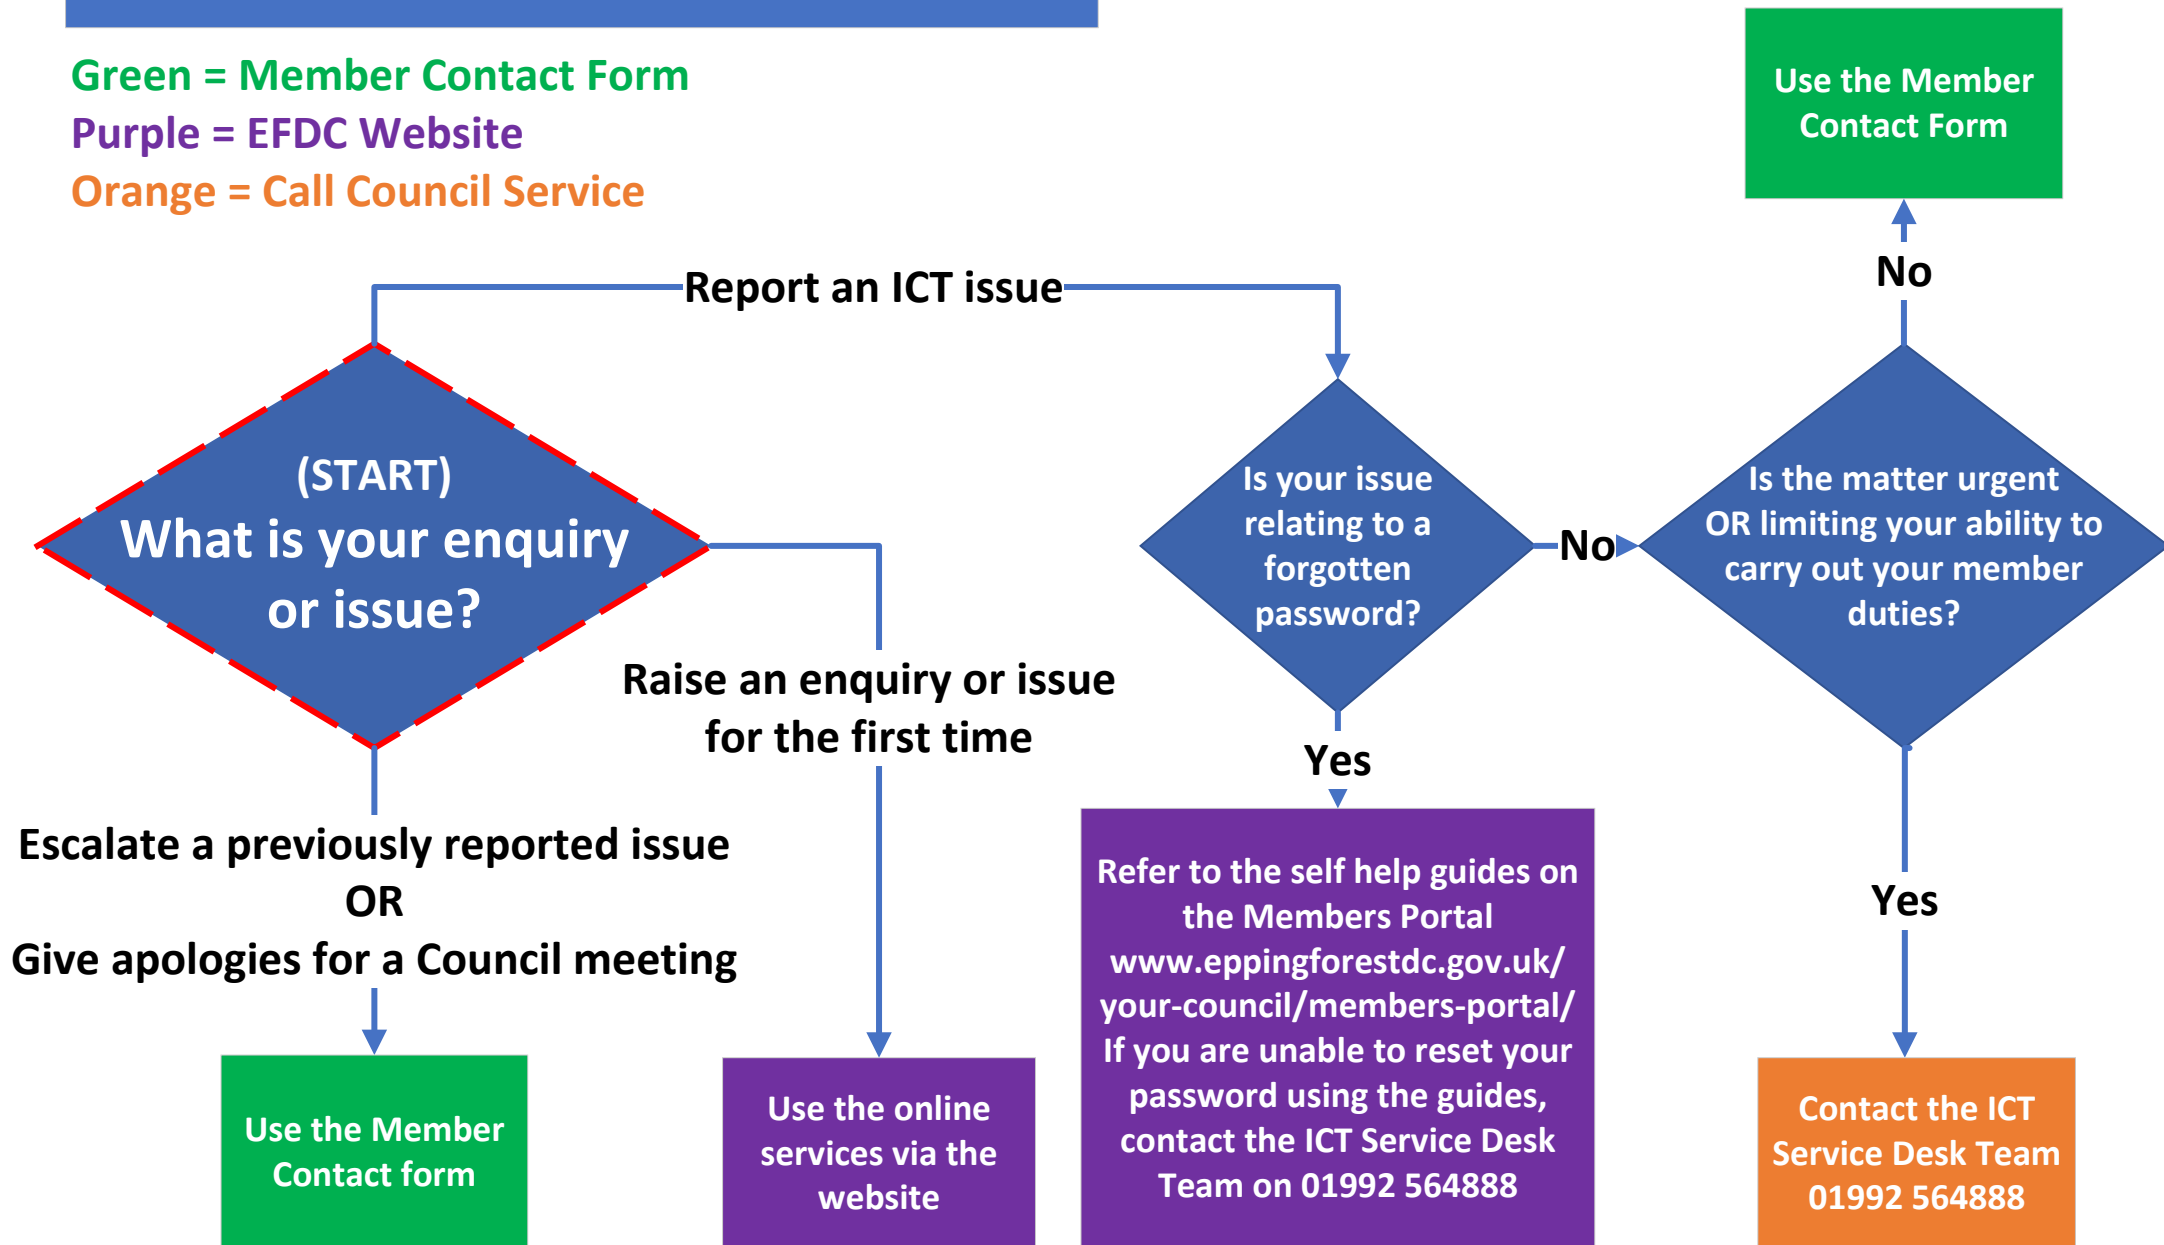 Green = Member Contact Form
Purple = EFDC Website
Orange = Call Council Service
Use the Member
Contact Form
No
Report an ICT issue
(START)
What is your enquiry
or issue?
Is your issue
relating to a
forgotten
password?
No
Is the matter urgent
OR limiting your ability to
carry out your member
duties?
Raise an enquiry or issue
for the first time
Yes
Escalate a previously reported issue
OR
Give apologies for a Council meeting
Yes
Use the Member
Contact form
Use the online
services via the
website
Refer to the self help guides on
the Members Portal
www.eppingforestdc.gov.uk/
your-council/members-portal/
If you are unable to reset your
password using the guides,
contact the ICT Service Desk
Team on 01992 564888
Contact the ICT
Service Desk Team
01992 564888